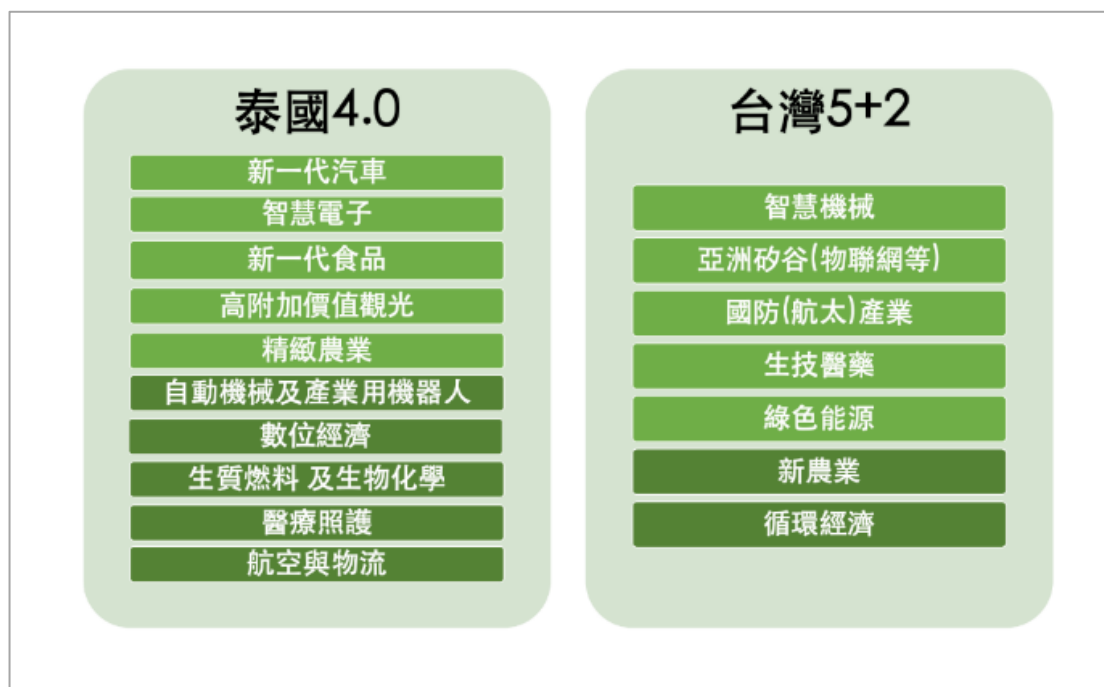 泰國4.0
新一代汽車
智慧電子
新一代食品
高附加價值觀光
精緻農業
自動機械及產業用機器人
數位經濟
生質燃料 及生物化學
醫療照護
航空與物流
台灣5+2
智慧機械
亞洲矽谷(物聯網等)
國防(航太)產業
生技醫藥
綠色能源
新農業
循環經濟